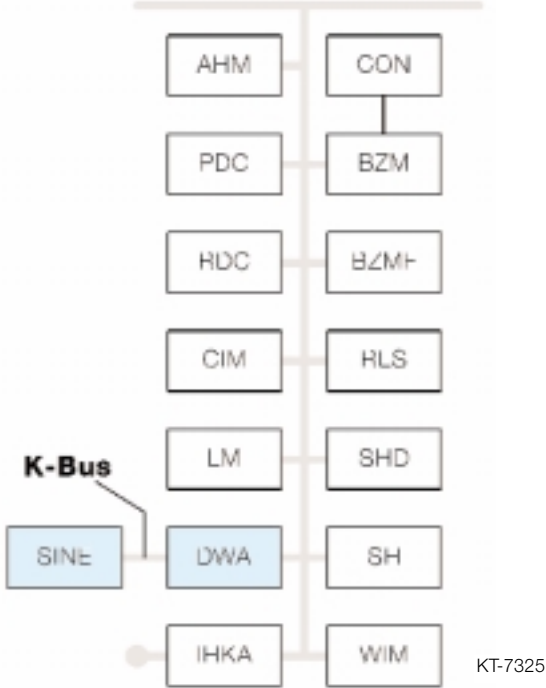 AHM
CON
PDC
BZM
RDC
BZMF
CIM
RLS
LM
SHD
K-Bus
SINE
DWA
SH
IHKA
WIM
KT-7325